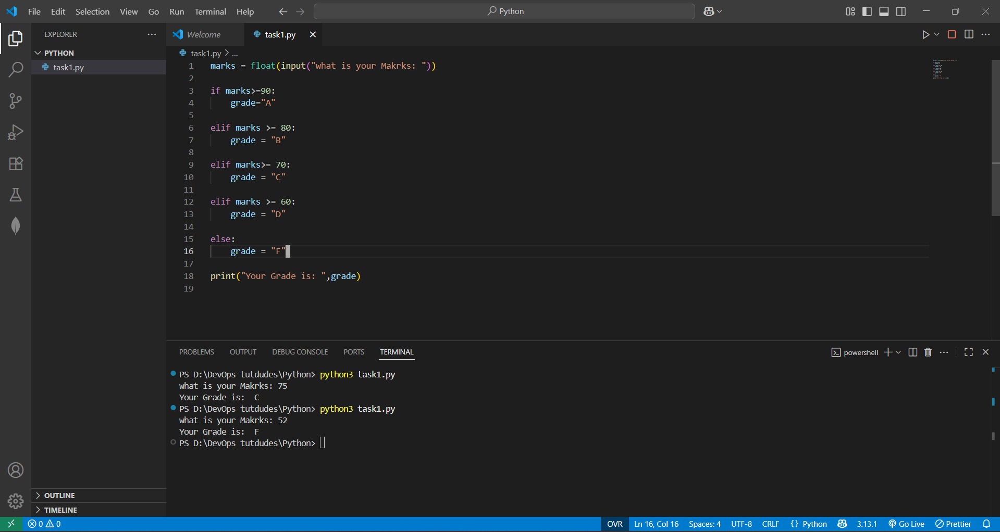 File Edit Selection View Go Run Terminal Help
Python
EXPLORER
PYTHON
task1.py
OUTLINE
TIMELINE
Welcome
task1.py
task1.py > ...
1 marks = float(input("what is your Makrks: "))
2
3 if marks>=90:
4 grade="A"
5
6 elif marks >= 80:
7 grade = "B"
8
9 elif marks>= 70:
10 grade = "C"
11
12 elif marks >= 60:
13 grade = "D"
14
15 else:
16 grade = "F"
17
18 print("Your Grade is: ",grade)
19
PROBLEMS OUTPUT DEBUG CONSOLE PORTS TERMINAL
powershell
PS D:\DevOps tutdudes\Python> python3 task1.py
what is your Makrks: 75
Your Grade is:  C
PS D:\DevOps tutdudes\Python> python3 task1.py
what is your Makrks: 52
Your Grade is:  F
PS D:\DevOps tutdudes\Python>
0 0 OVR Ln 16, Col 16 Spaces: 4 UTF-8 CRLF {} Python 3.13.1 Go Live Prettier